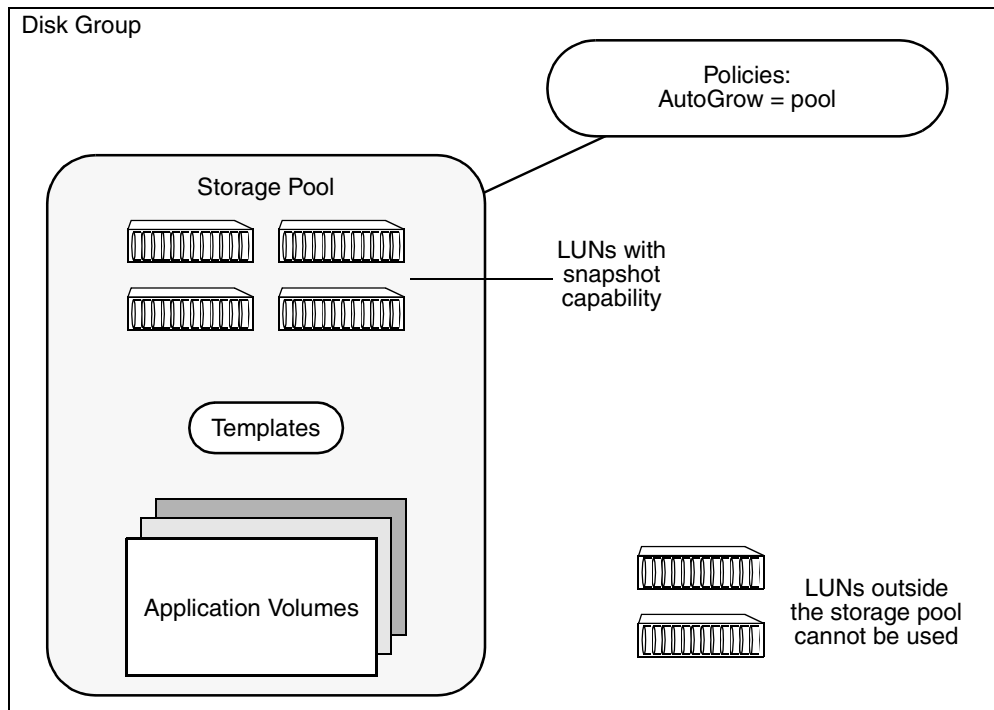 Disk Group
Policies:
AutoGrow = pool
Storage Pool
LUNs with
snapshot
capability
Templates
Application Volumes
LUNs outside
the storage pool
cannot be used